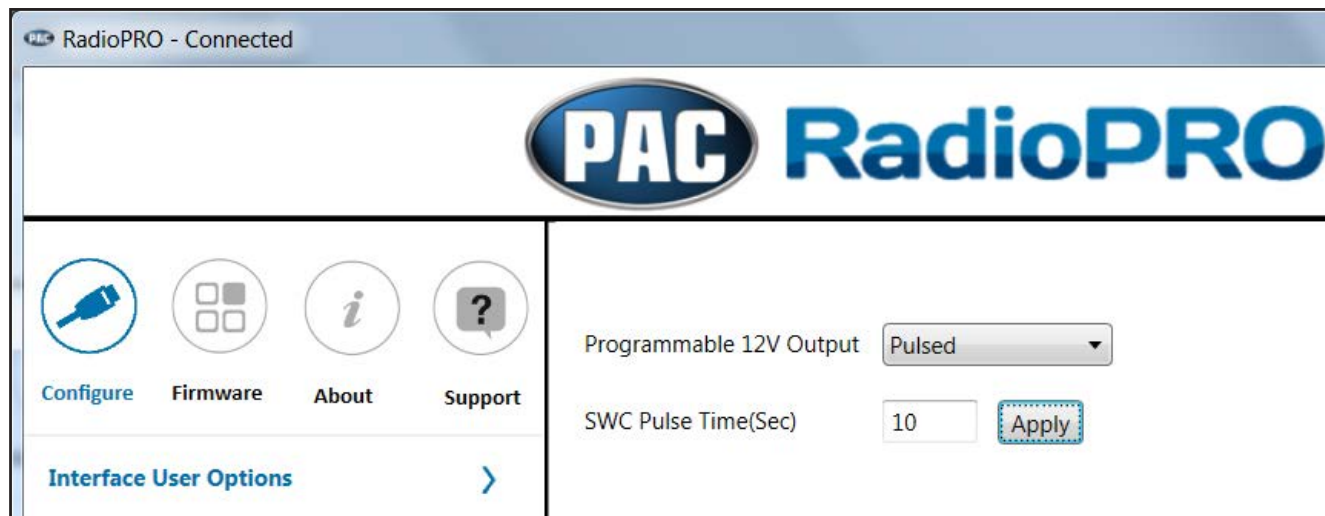 PAC RadioPRO - Connected
PAC RadioPRO
Configure Firmware About Support
Interface User Options
Programmable 12V Output Pulsed
SWC Pulse Time(Sec) 10 Apply